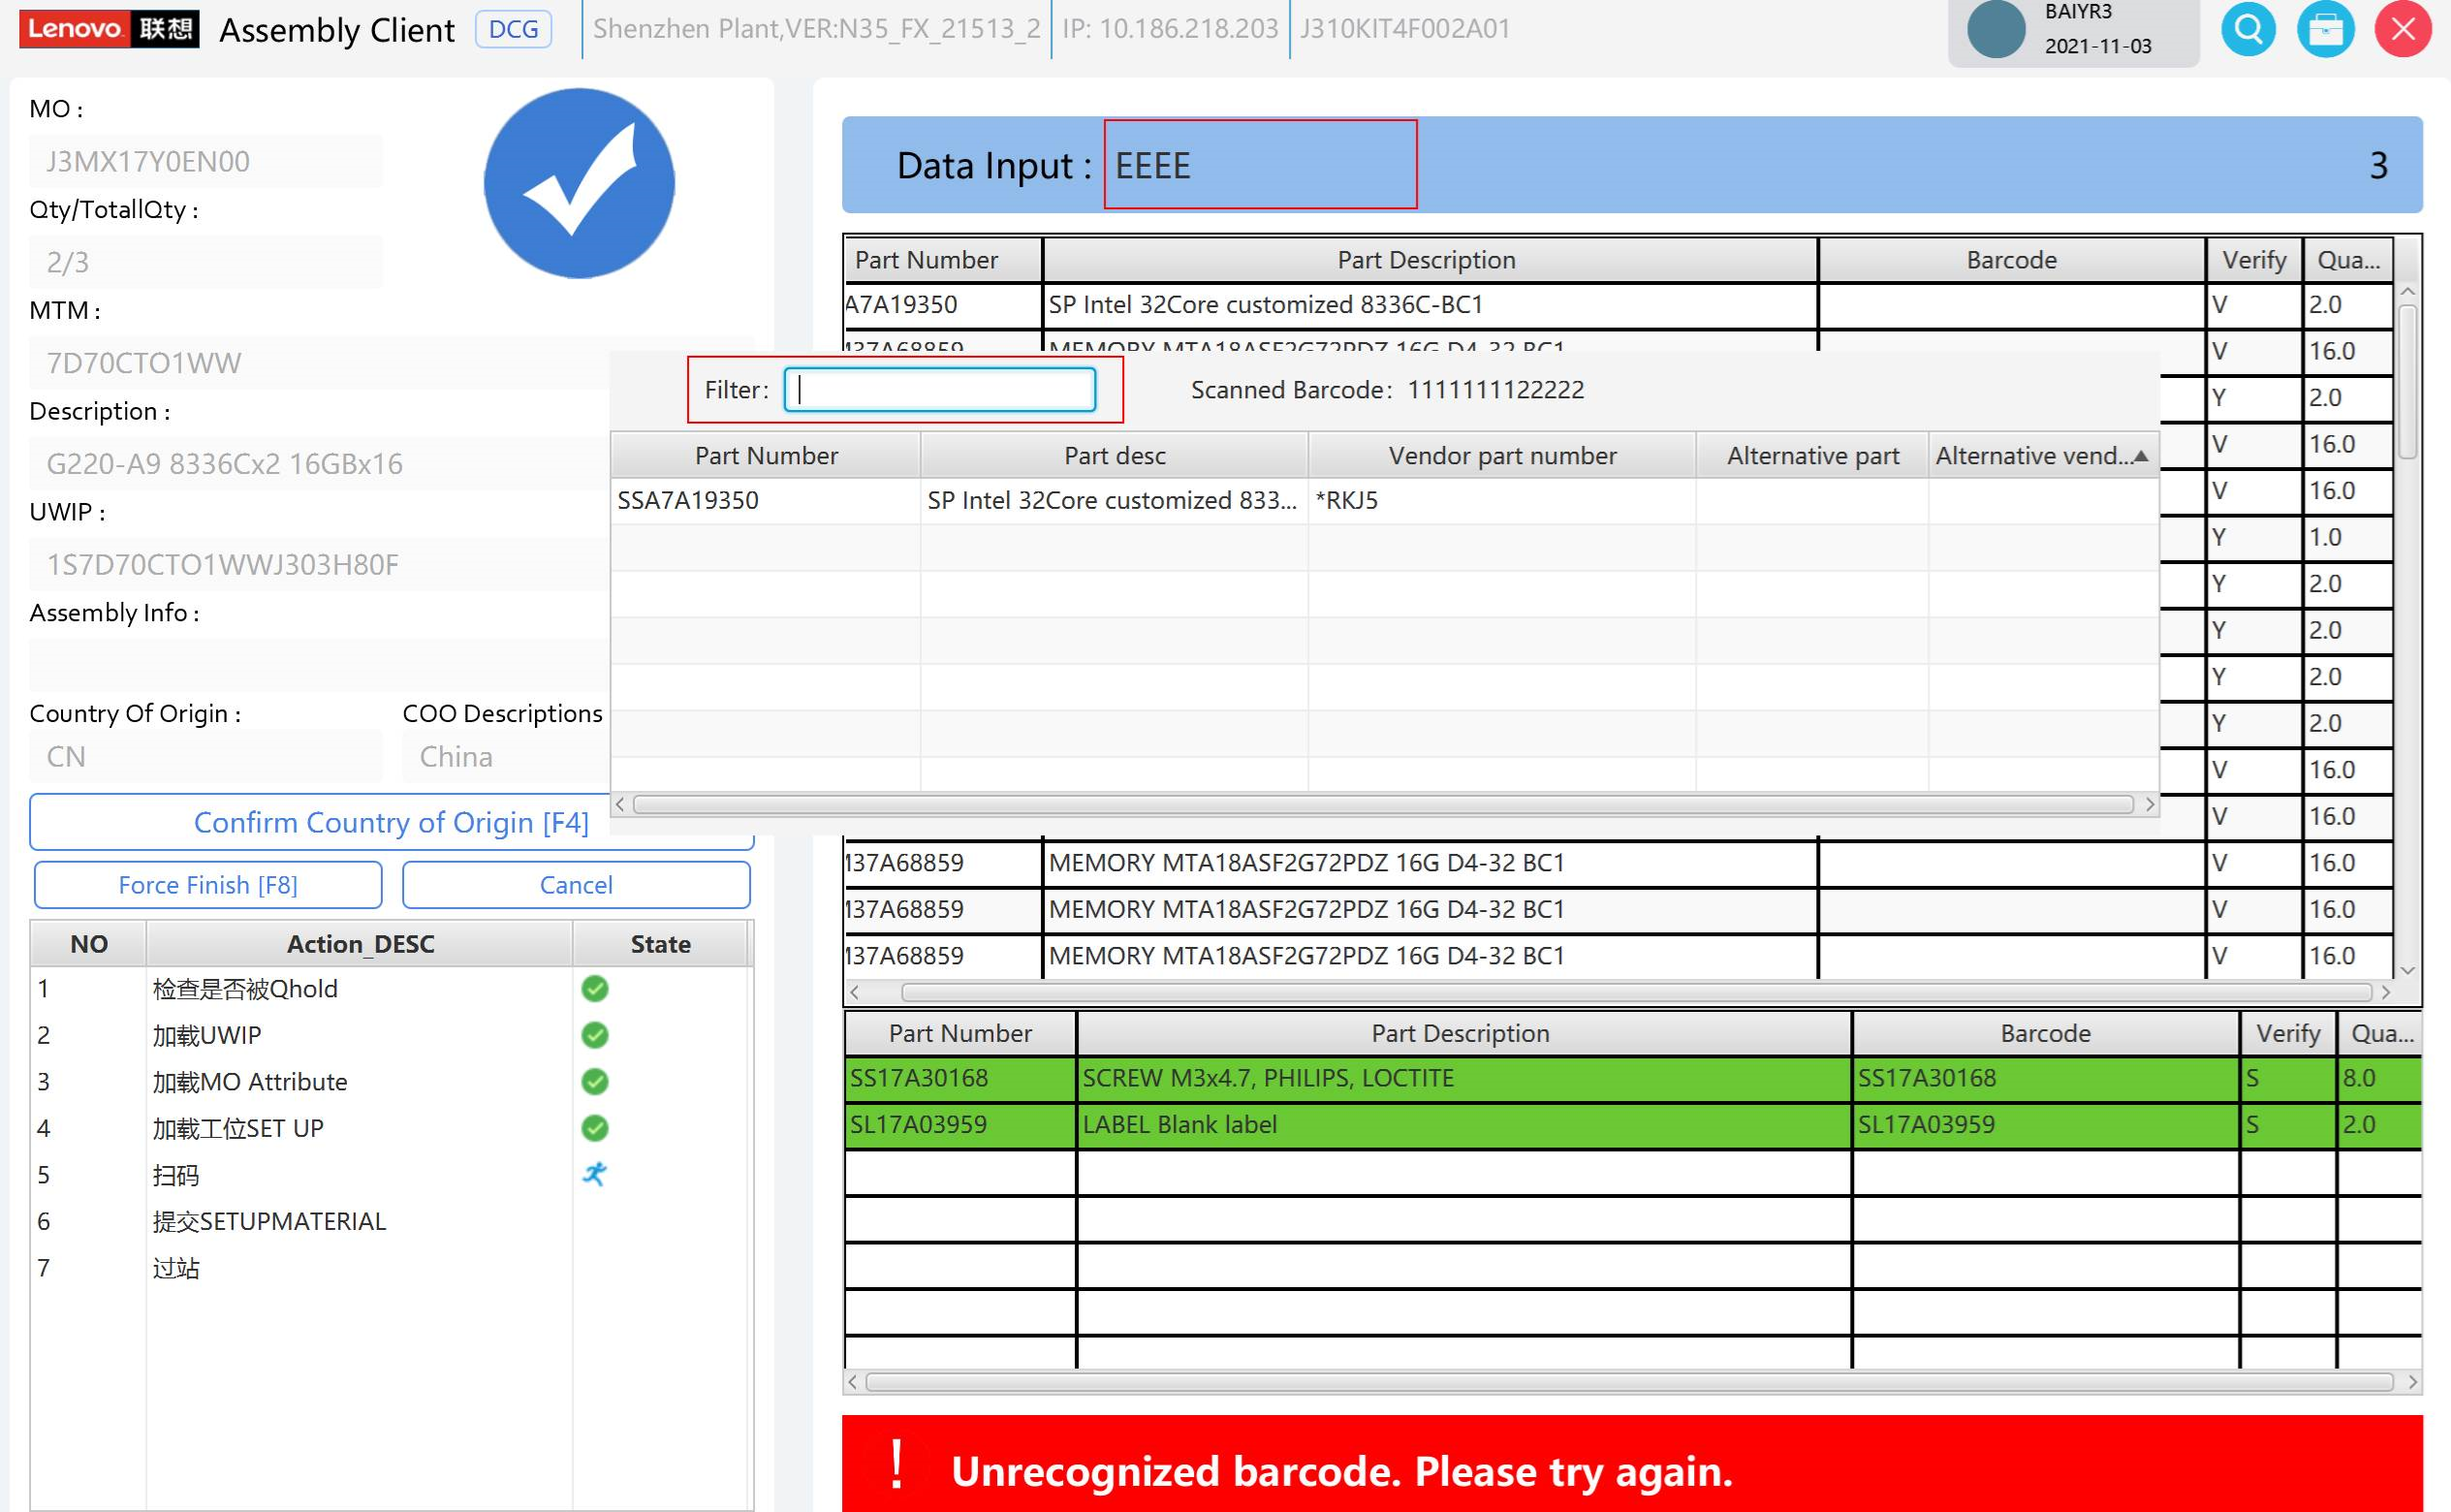 Lenovo 联想 Assembly Client DCG Shenzhen Plant,VER:N35_FX_21513_2 IP: 10.186.218.203 J310KIT4F002A01 BAIYR3
2021-11-03
MO :
J3MX17Y0EN00
Qty/TotallQty :
2/3
MTM :
7D70CTO1WW
Description :
G220-A9 8336Cx2 16GBx16
UWIP :
1S7D70CTO1WWJ303H80F
Assembly Info :
Country Of Origin : COO Descriptions
CN China
Confirm Country of Origin [F4]
Force Finish [F8] Cancel
NO Action_DESC State
1 检查是否被Qhold
2 加载UWIP
3 加载MO Attribute
4 加载工位SET UP
5 扫码
6 提交SETUPMATERIAL
7 过站
Data Input : EEEE 3
Part Number Part Description Barcode Verify Qua...
A7A19350 SP Intel 32Core customized 8336C-BC1 V 2.0
137A68859 MEMORY MTA18ASF2G72PDZ 16G D4-32 BC1 V 16.0
Y 2.0
V 16.0
V 16.0
Y 1.0
Y 2.0
Y 2.0
Y 2.0
Y 2.0
V 16.0
V 16.0
Filter: Scanned Barcode: 1111111122222
Part Number Part desc Vendor part number Alternative part Alternative vend...
SSA7A19350 SP Intel 32Core customized 833... *RKJ5
137A68859 MEMORY MTA18ASF2G72PDZ 16G D4-32 BC1 V 16.0
137A68859 MEMORY MTA18ASF2G72PDZ 16G D4-32 BC1 V 16.0
137A68859 MEMORY MTA18ASF2G72PDZ 16G D4-32 BC1 V 16.0
Part Number Part Description Barcode Verify Qua...
SS17A30168 SCREW M3x4.7, PHILIPS, LOCTITE SS17A30168 S 8.0
SL17A03959 LABEL Blank label SL17A03959 S 2.0
! Unrecognized barcode. Please try again.